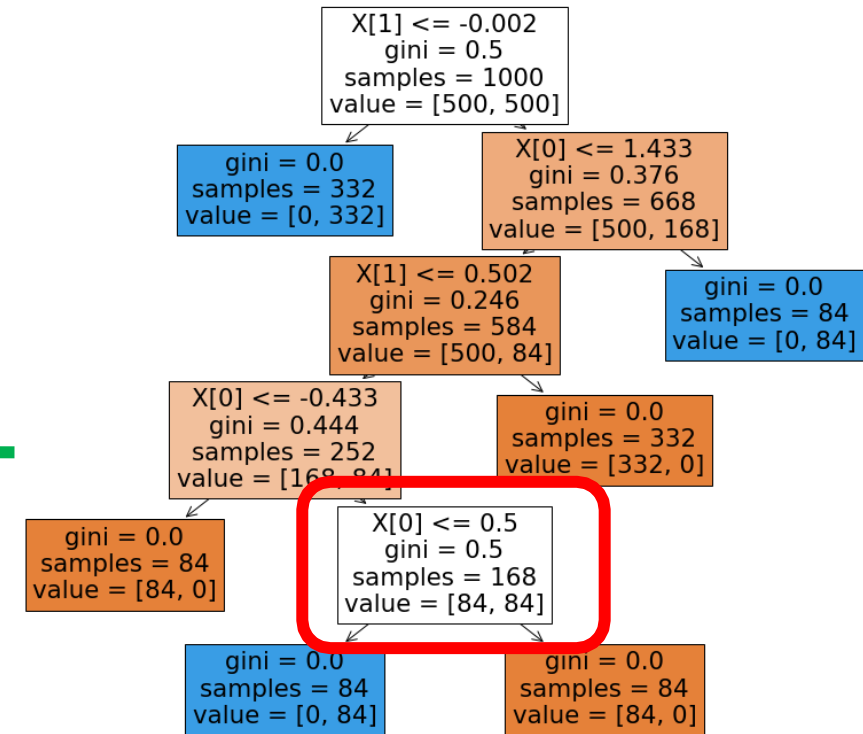 X[1] <= -0.002
gini = 0.5
samples = 1000
value = [500, 500]
gini = 0.0
samples = 332
value = [0, 332]
X[0] <= 1.433
gini = 0.376
samples = 668
value = [500, 168]
X[1] <= 0.502
gini = 0.246
samples = 584
value = [500, 84]
gini = 0.0
samples = 84
value = [0, 84]
X[0] <= -0.433
gini = 0.444
samples = 252
value = [168, 84]
gini = 0.0
samples = 332
value = [332, 0]
gini = 0.0
samples = 84
value = [84, 0]
X[0] <= 0.5
gini = 0.5
samples = 168
value = [84, 84]
gini = 0.0
samples = 84
value = [0, 84]
gini = 0.0
samples = 84
value = [84, 0]